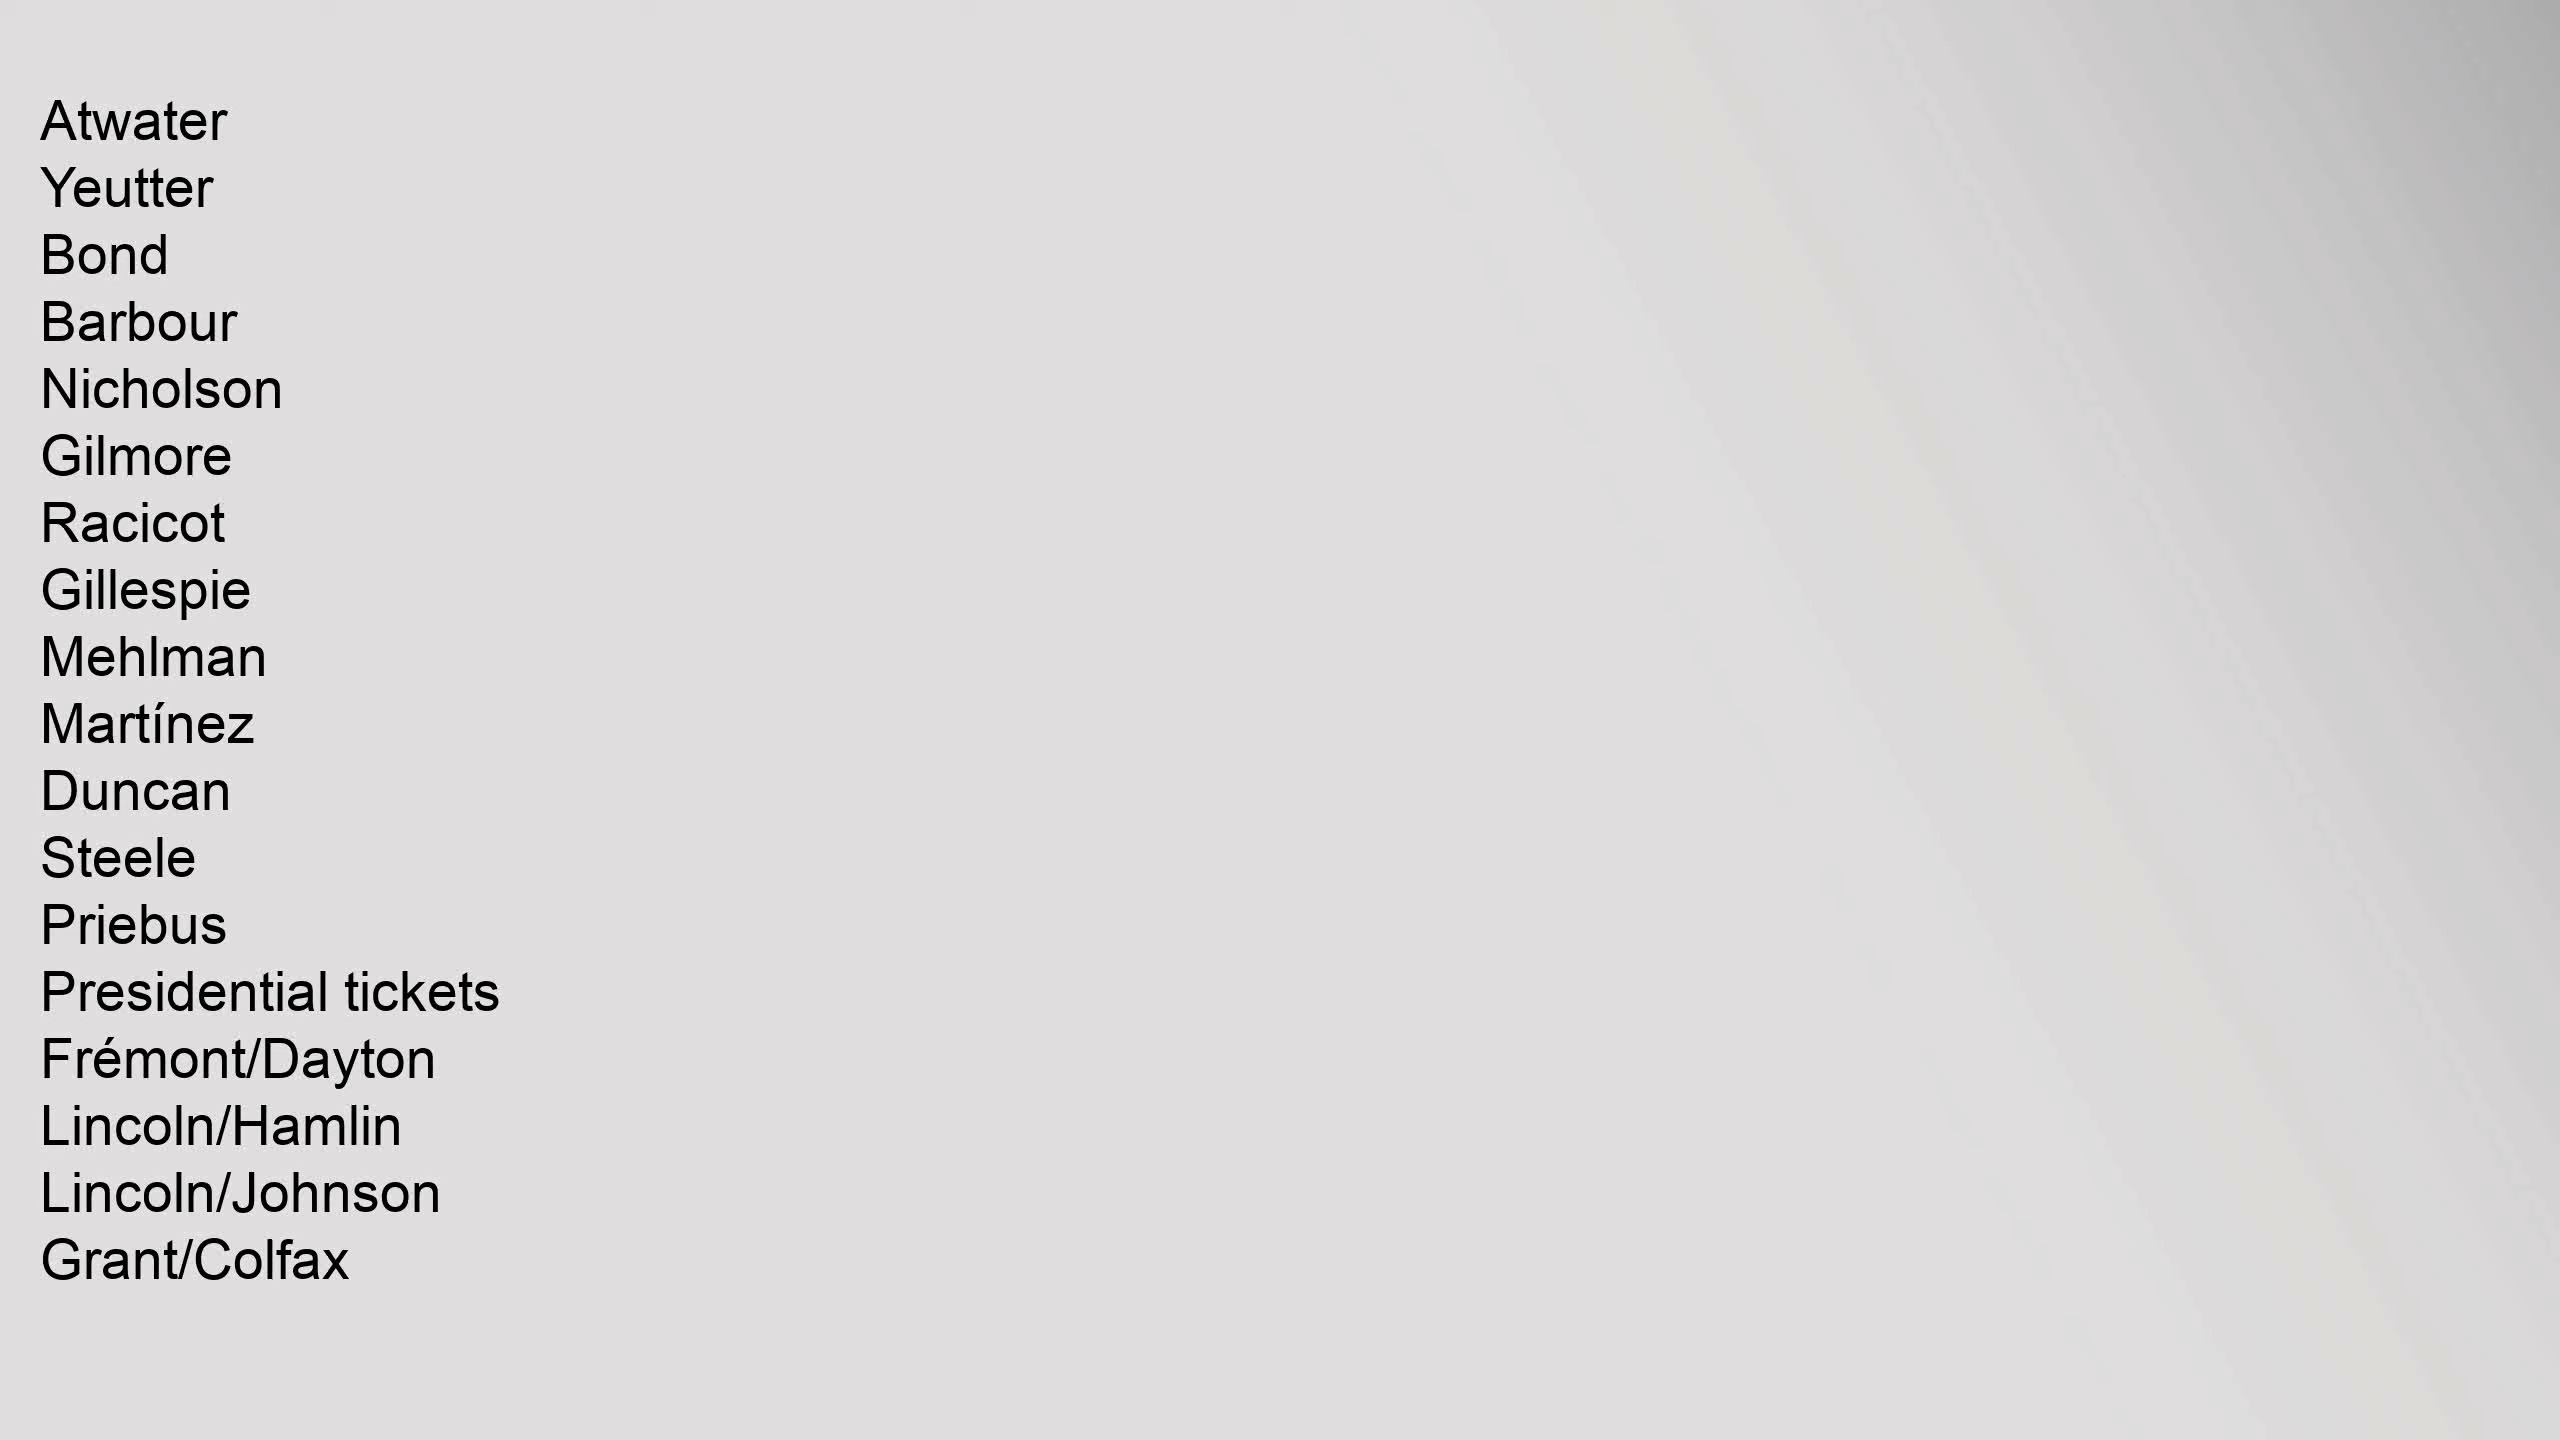 Atwater
Yeutter
Bond
Barbour
Nicholson
Gilmore
Racicot
Gillespie
Mehlman
Martínez
Duncan
Steele
Priebus
Presidential tickets
Frémont/Dayton
Lincoln/Hamlin
Lincoln/Johnson
Grant/Colfax